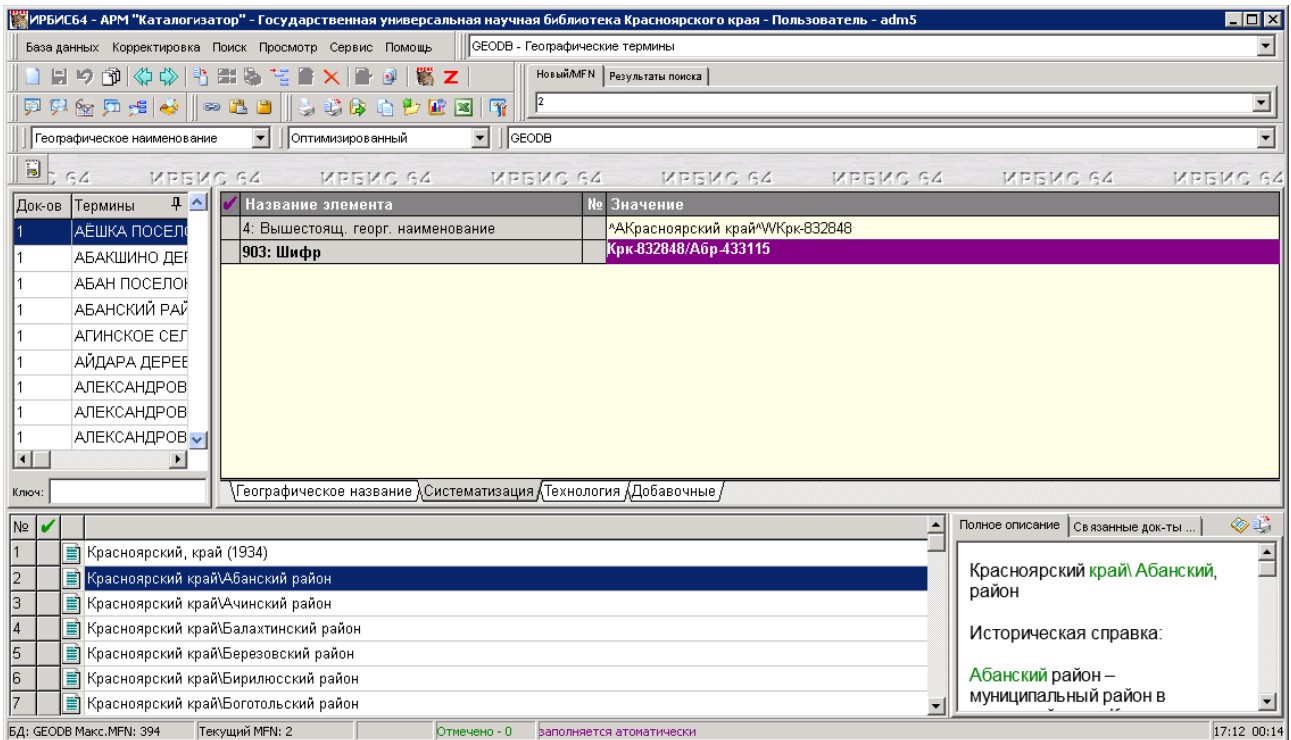 ИРБИС64 - АРМ "Каталогизатор" - Государственная универсальная научная библиотека Красноярского края - Пользователь - adm5
База данных Корректировка Поиск Просмотр Сервис Помощь
GEODB - Географические термины
Новый/MFN Результаты поиска
2
Географическое наименование Оптимизированный GEODB
ИРБИС 64 ИРБИС 64 ИРБИС 64 ИРБИС 64 ИРБИС 64 ИРБИС 64 ИРБИС 64
Док-ов Термины
1 АЁШКА ПОСЕЛО
1 АБАКШИНО ДЕР
1 АБАН ПОСЕЛОК
1 АБАНСКИЙ РАЙ
1 АГИНСКОЕ СЕЛ
1 АЙДАРА ДЕРЕВ
1 АЛЕКСАНДРОВ
1 АЛЕКСАНДРОВ
1 АЛЕКСАНДРОВ
Ключ:
Название элемента № Значение
4: Вышестоящ. георг. наименование ^AКрасноярский край^WКрк-832848
903: Шифр Крк-832848/Абр-433115
Географическое название Систематизация Технология Добавочные
№
1 Красноярский, край (1934)
2 Красноярский край\Абанский район
3 Красноярский край\Ачинский район
4 Красноярский край\Балахтинский район
5 Красноярский край\Березовский район
6 Красноярский край\Бирилюсский район
7 Красноярский край\Боготольский район
Полное описание Связанные док-ты ...
Красноярский край\ Абанский,
район
Историческая справка:
Абанский район –
муниципальный район в
БД: GEODB Макс.MFN: 394 Текущий MFN: 2 Отмечено - 0 заполняется атоматически 17:12 00:14